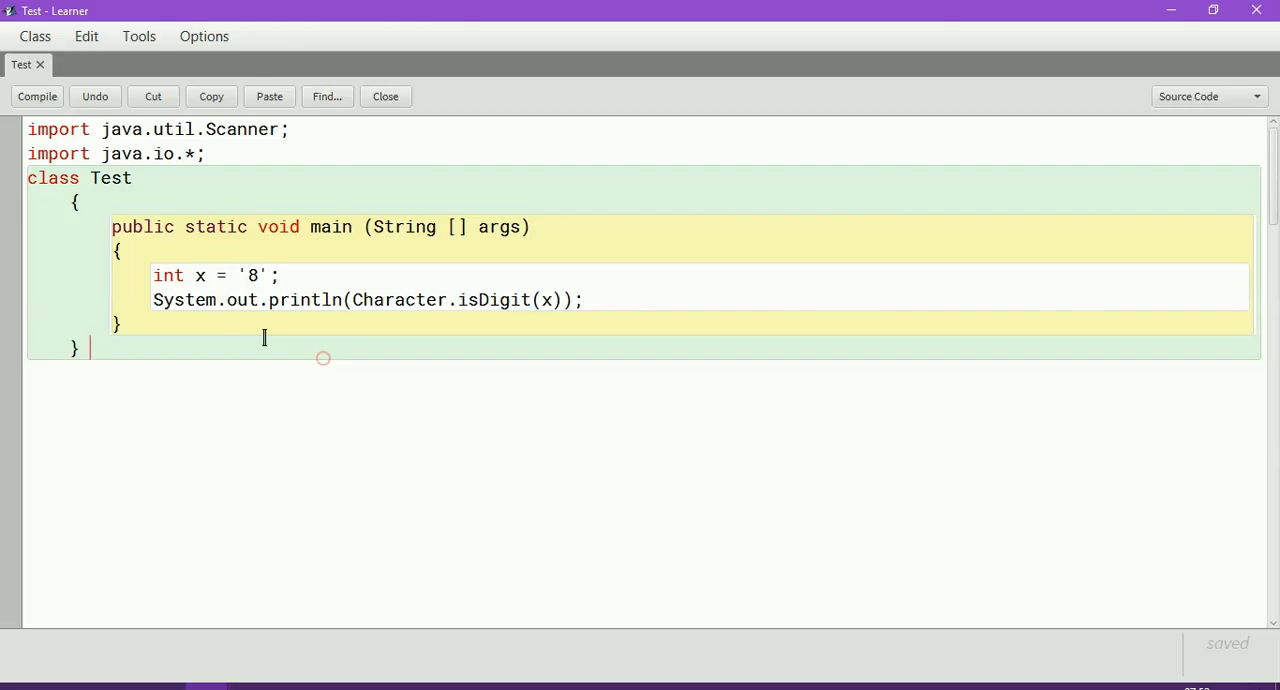 Test - Learner
Class Edit Tools Options
Test ✕
Compile Undo Cut Copy Paste Find... Close Source Code
import java.util.Scanner;
import java.io.*;
class Test
{
public static void main (String [] args)
{
int x = '8';
System.out.println(Character.isDigit(x));
}
}
saved